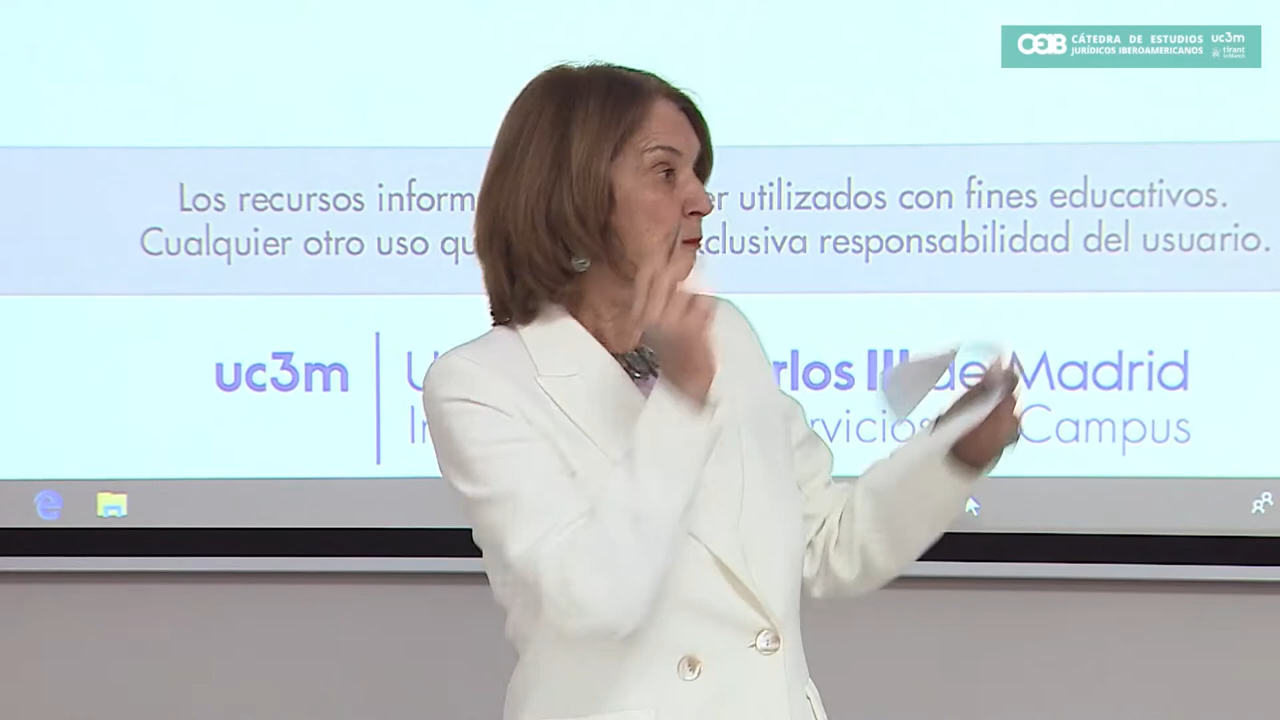 CÁTEDRA DE ESTUDIOS
JURÍDICOS IBEROAMERICANOS
uc3m
tirant
lo blanch
Los recursos inform er utilizados con fines educativos.
Cualquier otro uso qu xclusiva responsabilidad del usuario.
uc3m U rlos III de Madrid
In rvicios Campus